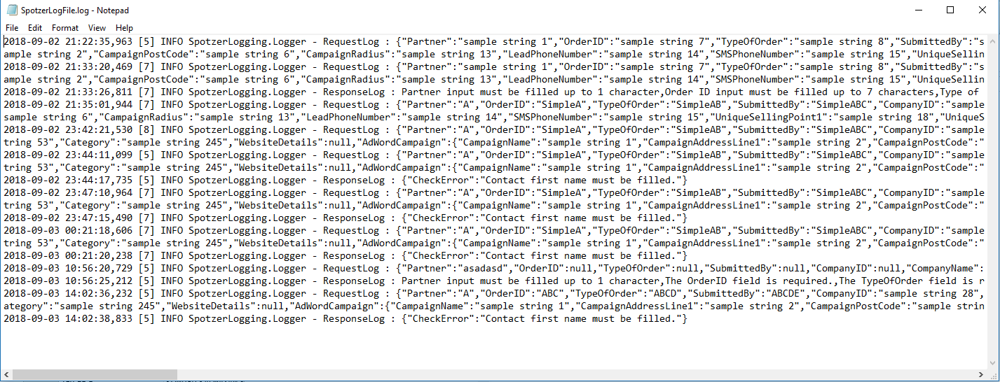 SpotzerLogFile.log - Notepad
File Edit Format View Help
2018-09-02 21:22:35,963 [5] INFO SpotzerLogging.Logger - RequestLog : {"Partner":"sample string 1","OrderID":"sample string 7","TypeOfOrder":"sample string 8","SubmittedBy":"s
ample string 2","CampaignPostCode":"sample string 6","CampaignRadius":"sample string 13","LeadPhoneNumber":"sample string 14","SMSPhoneNumber":"sample string 15","UniqueSellin
2018-09-02 21:33:20,469 [7] INFO SpotzerLogging.Logger - RequestLog : {"Partner":"sample string 1","OrderID":"sample string 7","TypeOfOrder":"sample string 8","SubmittedBy":"s
ample string 2","CampaignPostCode":"sample string 6","CampaignRadius":"sample string 13","LeadPhoneNumber":"sample string 14","SMSPhoneNumber":"sample string 15","UniqueSellin
2018-09-02 21:33:26,811 [7] INFO SpotzerLogging.Logger - ResponseLog : Partner input must be filled up to 1 character,Order ID input must be filled up to 7 characters,Type of
2018-09-02 21:35:01,944 [7] INFO SpotzerLogging.Logger - RequestLog : {"Partner":"A","OrderID":"SimpleA","TypeOfOrder":"SimpleAB","SubmittedBy":"SimpleABC","CompanyID":"sample
sample string 6","CampaignRadius":"sample string 13","LeadPhoneNumber":"sample string 14","SMSPhoneNumber":"sample string 15","UniqueSellingPoint1":"sample string 18","UniqueS
2018-09-02 23:42:21,530 [8] INFO SpotzerLogging.Logger - RequestLog : {"Partner":"A","OrderID":"SimpleA","TypeOfOrder":"SimpleAB","SubmittedBy":"SimpleABC","CompanyID":"sample
tring 53","Category":"sample string 245","WebsiteDetails":null,"AdWordCampaign":{"CampaignName":"sample string 1","CampaignAddressLine1":"sample string 2","CampaignPostCode":"
2018-09-02 23:44:11,099 [5] INFO SpotzerLogging.Logger - RequestLog : {"Partner":"A","OrderID":"SimpleA","TypeOfOrder":"SimpleAB","SubmittedBy":"SimpleABC","CompanyID":"sample
tring 53","Category":"sample string 245","WebsiteDetails":null,"AdWordCampaign":{"CampaignName":"sample string 1","CampaignAddressLine1":"sample string 2","CampaignPostCode":"
2018-09-02 23:44:17,735 [5] INFO SpotzerLogging.Logger - ResponseLog : {"CheckError":"Contact first name must be filled."}
2018-09-02 23:47:10,964 [7] INFO SpotzerLogging.Logger - RequestLog : {"Partner":"A","OrderID":"SimpleA","TypeOfOrder":"SimpleAB","SubmittedBy":"SimpleABC","CompanyID":"sample
tring 53","Category":"sample string 245","WebsiteDetails":null,"AdWordCampaign":{"CampaignName":"sample string 1","CampaignAddressLine1":"sample string 2","CampaignPostCode":"
2018-09-02 23:47:15,490 [7] INFO SpotzerLogging.Logger - ResponseLog : {"CheckError":"Contact first name must be filled."}
2018-09-03 00:21:18,606 [7] INFO SpotzerLogging.Logger - RequestLog : {"Partner":"A","OrderID":"SimpleA","TypeOfOrder":"SimpleAB","SubmittedBy":"SimpleABC","CompanyID":"sample
tring 53","Category":"sample string 245","WebsiteDetails":null,"AdWordCampaign":{"CampaignName":"sample string 1","CampaignAddressLine1":"sample string 2","CampaignPostCode":"
2018-09-03 00:21:20,238 [7] INFO SpotzerLogging.Logger - ResponseLog : {"CheckError":"Contact first name must be filled."}
2018-09-03 10:56:20,729 [5] INFO SpotzerLogging.Logger - RequestLog : {"Partner":"asadasd","OrderID":null,"TypeOfOrder":null,"SubmittedBy":null,"CompanyID":null,"CompanyName":
2018-09-03 10:56:25,212 [5] INFO SpotzerLogging.Logger - ResponseLog : Partner input must be filled up to 1 character,The OrderID field is required.,The TypeOfOrder field is r
2018-09-03 14:02:36,232 [5] INFO SpotzerLogging.Logger - RequestLog : {"Partner":"A","OrderID":"ABC","TypeOfOrder":"ABCD","SubmittedBy":"ABCDE","CompanyID":"sample string 28",
ategory":"sample string 245","WebsiteDetails":null,"AdWordCampaign":{"CampaignName":"sample string 1","CampaignAddressLine1":"sample string 2","CampaignPostCode":"sample strin
2018-09-03 14:02:38,833 [5] INFO SpotzerLogging.Logger - ResponseLog : {"CheckError":"Contact first name must be filled."}